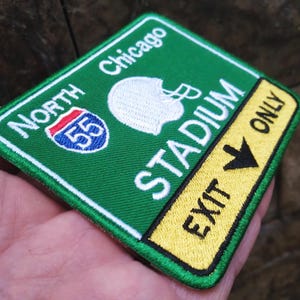 NORTH Chicago
55
STADIUM
EXIT ONLY